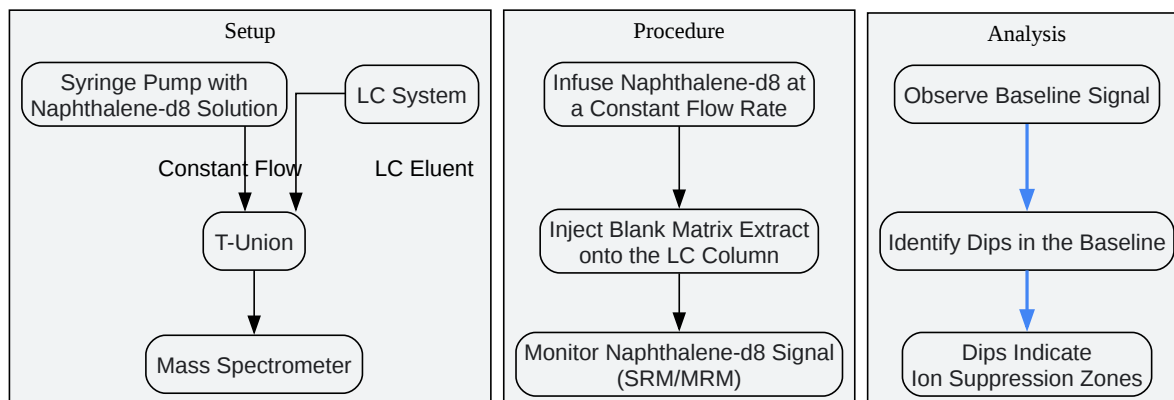 Setup
Syringe Pump with
Naphthalene-d8 Solution
LC System
Constant Flow
LC Eluent
T-Union
Mass Spectrometer
Procedure
Infuse Naphthalene-d8 at
a Constant Flow Rate
Inject Blank Matrix Extract
onto the LC Column
Monitor Naphthalene-d8 Signal
(SRM/MRM)
Analysis
Observe Baseline Signal
Identify Dips in the Baseline
Dips Indicate
Ion Suppression Zones